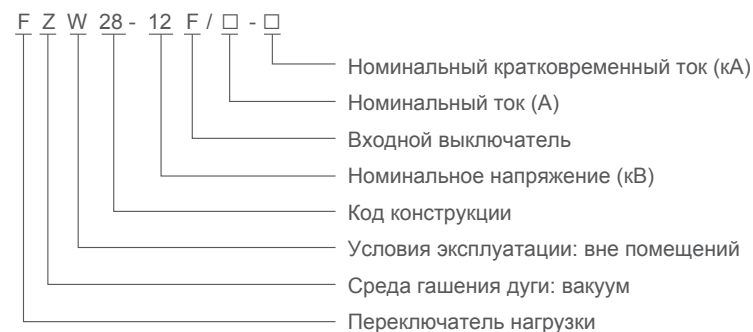 F Z W 28 - 12 F / □ - □
Номинальный кратковременный ток (кА)
Номинальный ток (А)
Входной выключатель
Номинальное напряжение (кВ)
Код конструкции
Условия эксплуатации: вне помещений
Среда гашения дуги: вакуум
Переключатель нагрузки